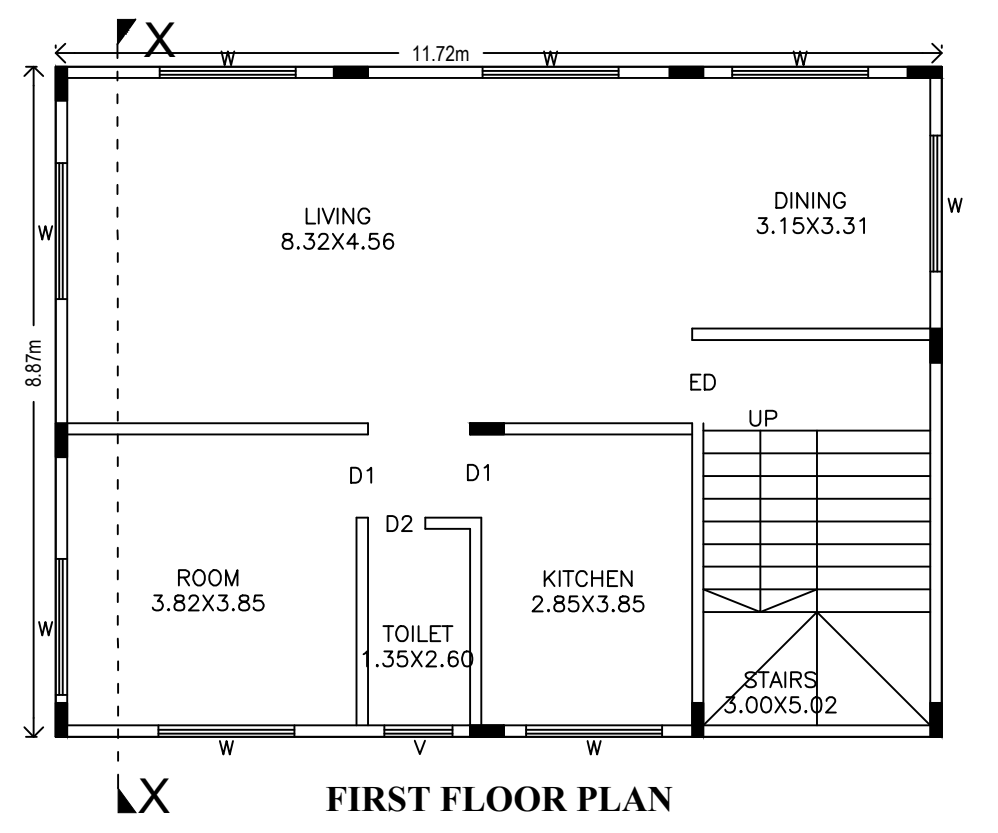 X
W
W
W
11.72m
LIVING
8.32X4.56
DINING
3.15X3.31
W
W
8.87m
ED
UP
D1
D1
D2
ROOM
3.82X3.85
KITCHEN
2.85X3.85
W
TOILET
1.35X2.60
STAIRS
3.00X5.02
W
V
W
X
FIRST FLOOR PLAN